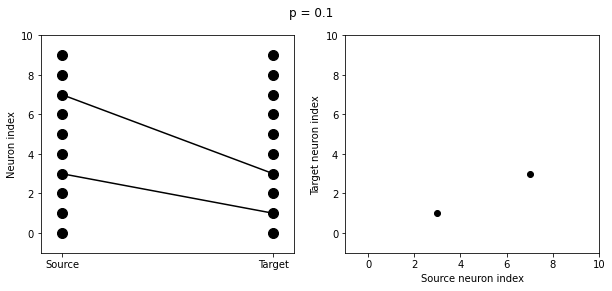 p = 0.1
Neuron index
10
8
6
4
2
0
Source Target
Target neuron index
10
8
6
4
2
0
0 2 4 6 8 10
Source neuron index